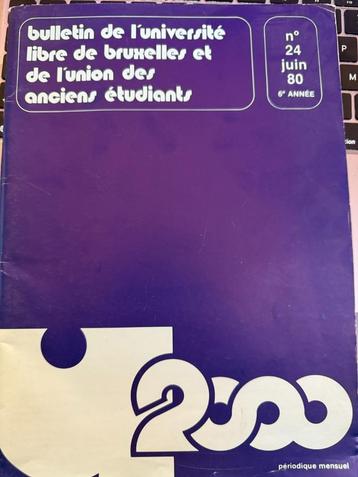 bulletin de l'université
libre de bruxelles et
de l'union des
anciens étudiants
n°
24
juin
80
6e ANNÉE
u 2000
périodique mensuel